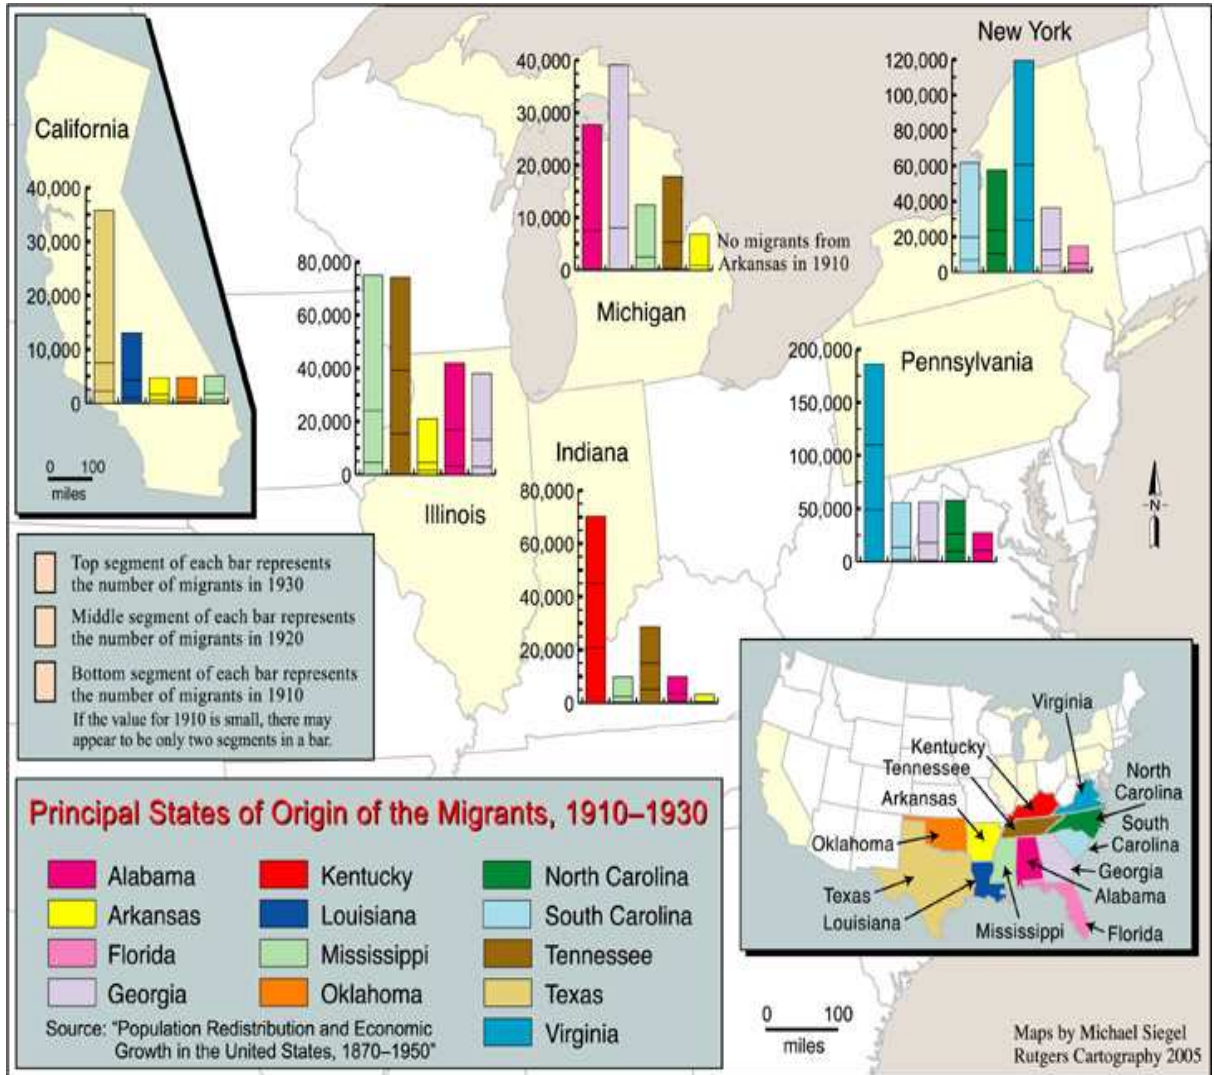 New York
120,000
100,000
80,000
60,000
40,000
20,000
0
40,000
30,000
20,000
10,000
0
No migrants from
Arkansas in 1910
Michigan
California
40,000
30,000
20,000
10,000
0
0 100
miles
80,000
60,000
40,000
20,000
0
Illinois
Pennsylvania
200,000
150,000
100,000
50,000
0
Indiana
80,000
60,000
40,000
20,000
0
-N-
Top segment of each bar represents
the number of migrants in 1930
Middle segment of each bar represents
the number of migrants in 1920
Bottom segment of each bar represents
the number of migrants in 1910
If the value for 1910 is small, there may
appear to be only two segments in a bar.
Principal States of Origin of the Migrants, 1910–1930
Alabama
Arkansas
Florida
Georgia
Kentucky
Louisiana
Mississippi
Oklahoma
North Carolina
South Carolina
Tennessee
Texas
Virginia
Source: "Population Redistribution and Economic
Growth in the United States, 1870–1950"
Virginia
Kentucky
Tennessee
North
Carolina
Arkansas
South
Carolina
Oklahoma
Georgia
Texas
Alabama
Louisiana
Mississippi
Florida
0 100
miles
Maps by Michael Siegel
Rutgers Cartography 2005